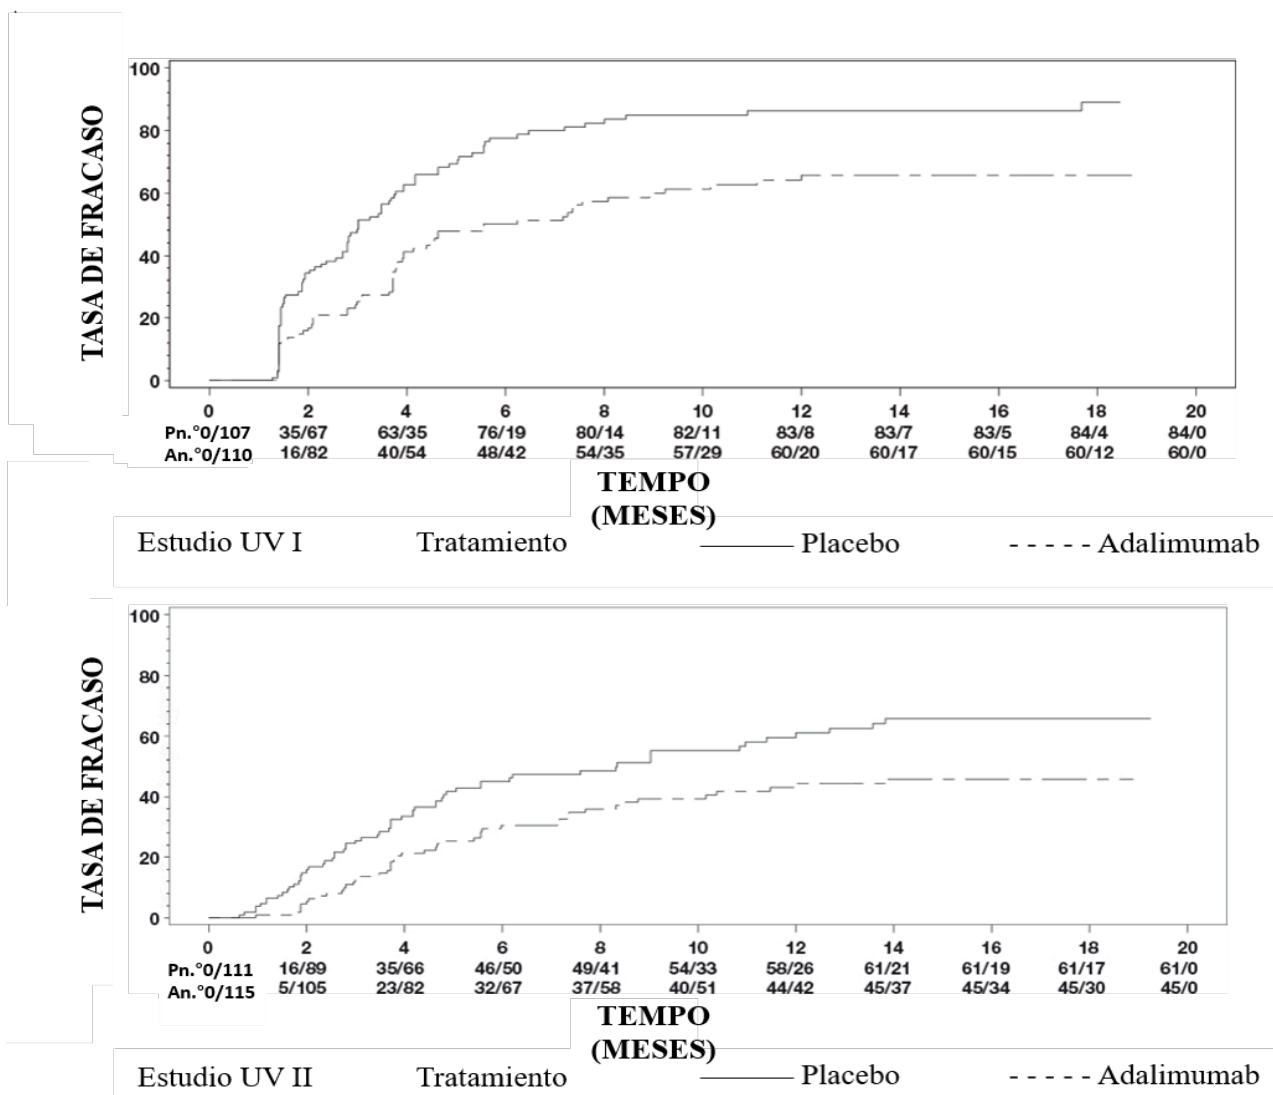 TASA DE FRACASO
100
80
60
40
20
0
0 2 4 6 8 10 12 14 16 18 20
Pn.°0/107 35/67 63/35 76/19 80/14 82/11 83/8 83/7 83/5 84/4 84/0
An.°0/110 16/82 40/54 48/42 54/35 57/29 60/20 60/17 60/15 60/12 60/0
TEMPO
(MESES)
Estudio UV I Tratamiento Placebo Adalimumab
TASA DE FRACASO
100
80
60
40
20
0
0 2 4 6 8 10 12 14 16 18 20
Pn.°0/111 16/89 35/66 46/50 49/41 54/33 58/26 61/21 61/19 61/17 61/0
An.°0/115 5/105 23/82 32/67 37/58 40/51 44/42 45/37 45/34 45/30 45/0
TEMPO
(MESES)
Estudio UV II Tratamiento Placebo Adalimumab